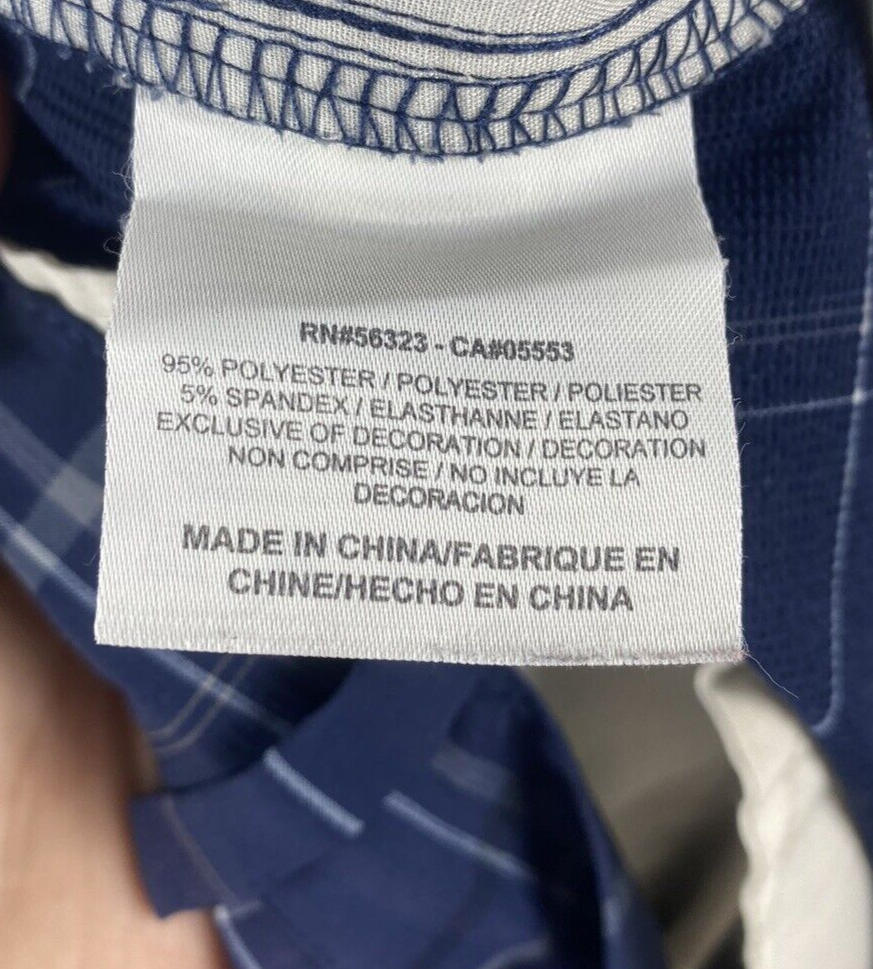 RN#56323 - CA#05553
95% POLYESTER / POLYESTER / POLIESTER
5% SPANDEX / ELASTHANNE / ELASTANO
EXCLUSIVE OF DECORATION / DECORATION
NON COMPRISE / NO INCLUYE LA
DECORACION
MADE IN CHINA/FABRIQUE EN
CHINE/HECHO EN CHINA